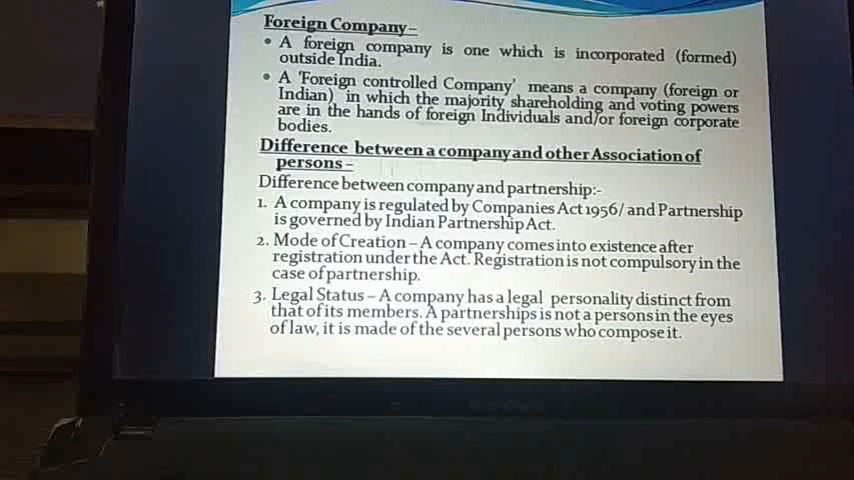 Foreign Company –
• A foreign company is one which is incorporated (formed)
outside India.
• A 'Foreign controlled Company' means a company (foreign or
Indian) in which the majority shareholding and voting powers
are in the hands of foreign Individuals and/or foreign corporate
bodies.
Difference between a company and other Association of
persons –
Difference between company and partnership:-
1. A company is regulated by Companies Act 1956/ and Partnership
is governed by Indian Partnership Act.
2. Mode of Creation – A company comes into existence after
registration under the Act. Registration is not compulsory in the
case of partnership.
3. Legal Status – A company has a legal personality distinct from
that of its members. A partnerships is not a persons in the eyes
of law, it is made of the several persons who compose it.